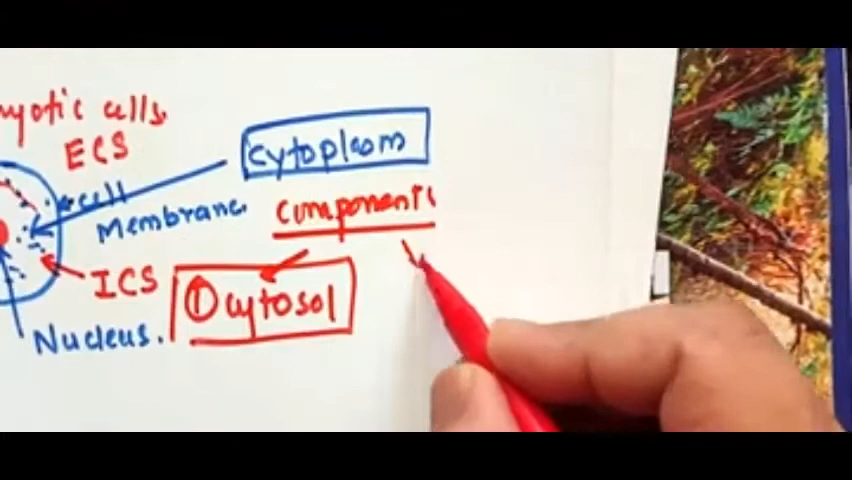 yotic cells.
ECS
cytoplasm
cell
Membrane.
components
ICS
① cytosol
Nucleus.